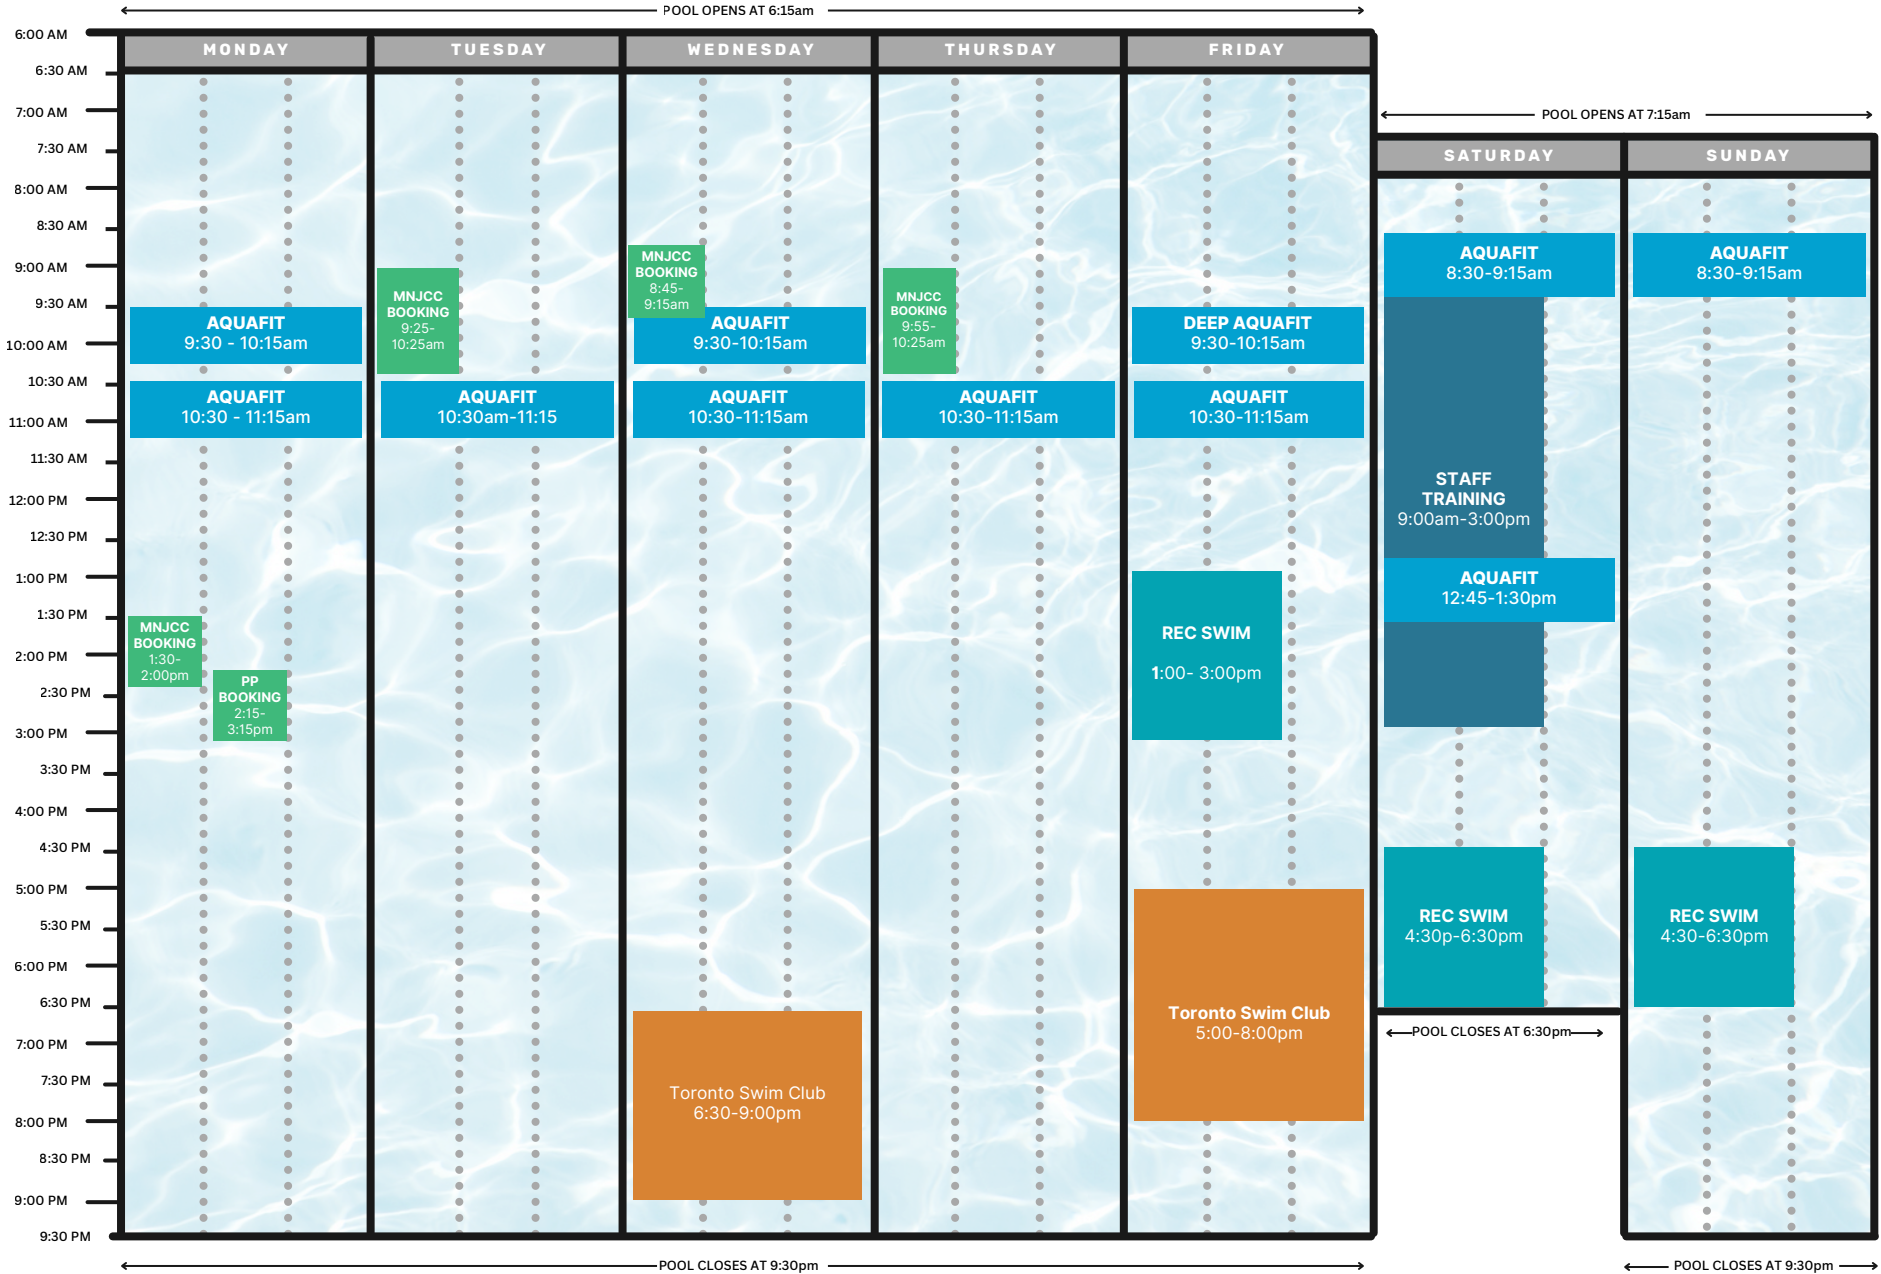 POOL OPENS AT 6:15am
6:00 AM
6:30 AM
7:00 AM
7:30 AM
8:00 AM
8:30 AM
9:00 AM
9:30 AM
10:00 AM
10:30 AM
11:00 AM
11:30 AM
12:00 PM
12:30 PM
1:00 PM
1:30 PM
2:00 PM
2:30 PM
3:00 PM
3:30 PM
4:00 PM
4:30 PM
5:00 PM
5:30 PM
6:00 PM
6:30 PM
7:00 PM
7:30 PM
8:00 PM
8:30 PM
9:00 PM
9:30 PM
MONDAY
AQUAFIT
9:30 - 10:15am
AQUAFIT
10:30 - 11:15am
MNJCC
BOOKING
1:30-
2:00pm
PP
BOOKING
2:15-
3:15pm
TUESDAY
MNJCC
BOOKING
9:25-
10:25am
AQUAFIT
10:30am-11:15
WEDNESDAY
MNJCC
BOOKING
8:45-
9:15am
AQUAFIT
9:30-10:15am
AQUAFIT
10:30-11:15am
Toronto Swim Club
6:30-9:00pm
THURSDAY
MNJCC
BOOKING
9:55-
10:25am
AQUAFIT
10:30-11:15am
FRIDAY
DEEP AQUAFIT
9:30-10:15am
AQUAFIT
10:30-11:15am
REC SWIM
1:00- 3:00pm
Toronto Swim Club
5:00-8:00pm
POOL OPENS AT 7:15am
SATURDAY
AQUAFIT
8:30-9:15am
STAFF
TRAINING
9:00am-3:00pm
AQUAFIT
12:45-1:30pm
REC SWIM
4:30p-6:30pm
POOL CLOSES AT 6:30pm
SUNDAY
AQUAFIT
8:30-9:15am
REC SWIM
4:30-6:30pm
POOL CLOSES AT 9:30pm
POOL CLOSES AT 9:30pm